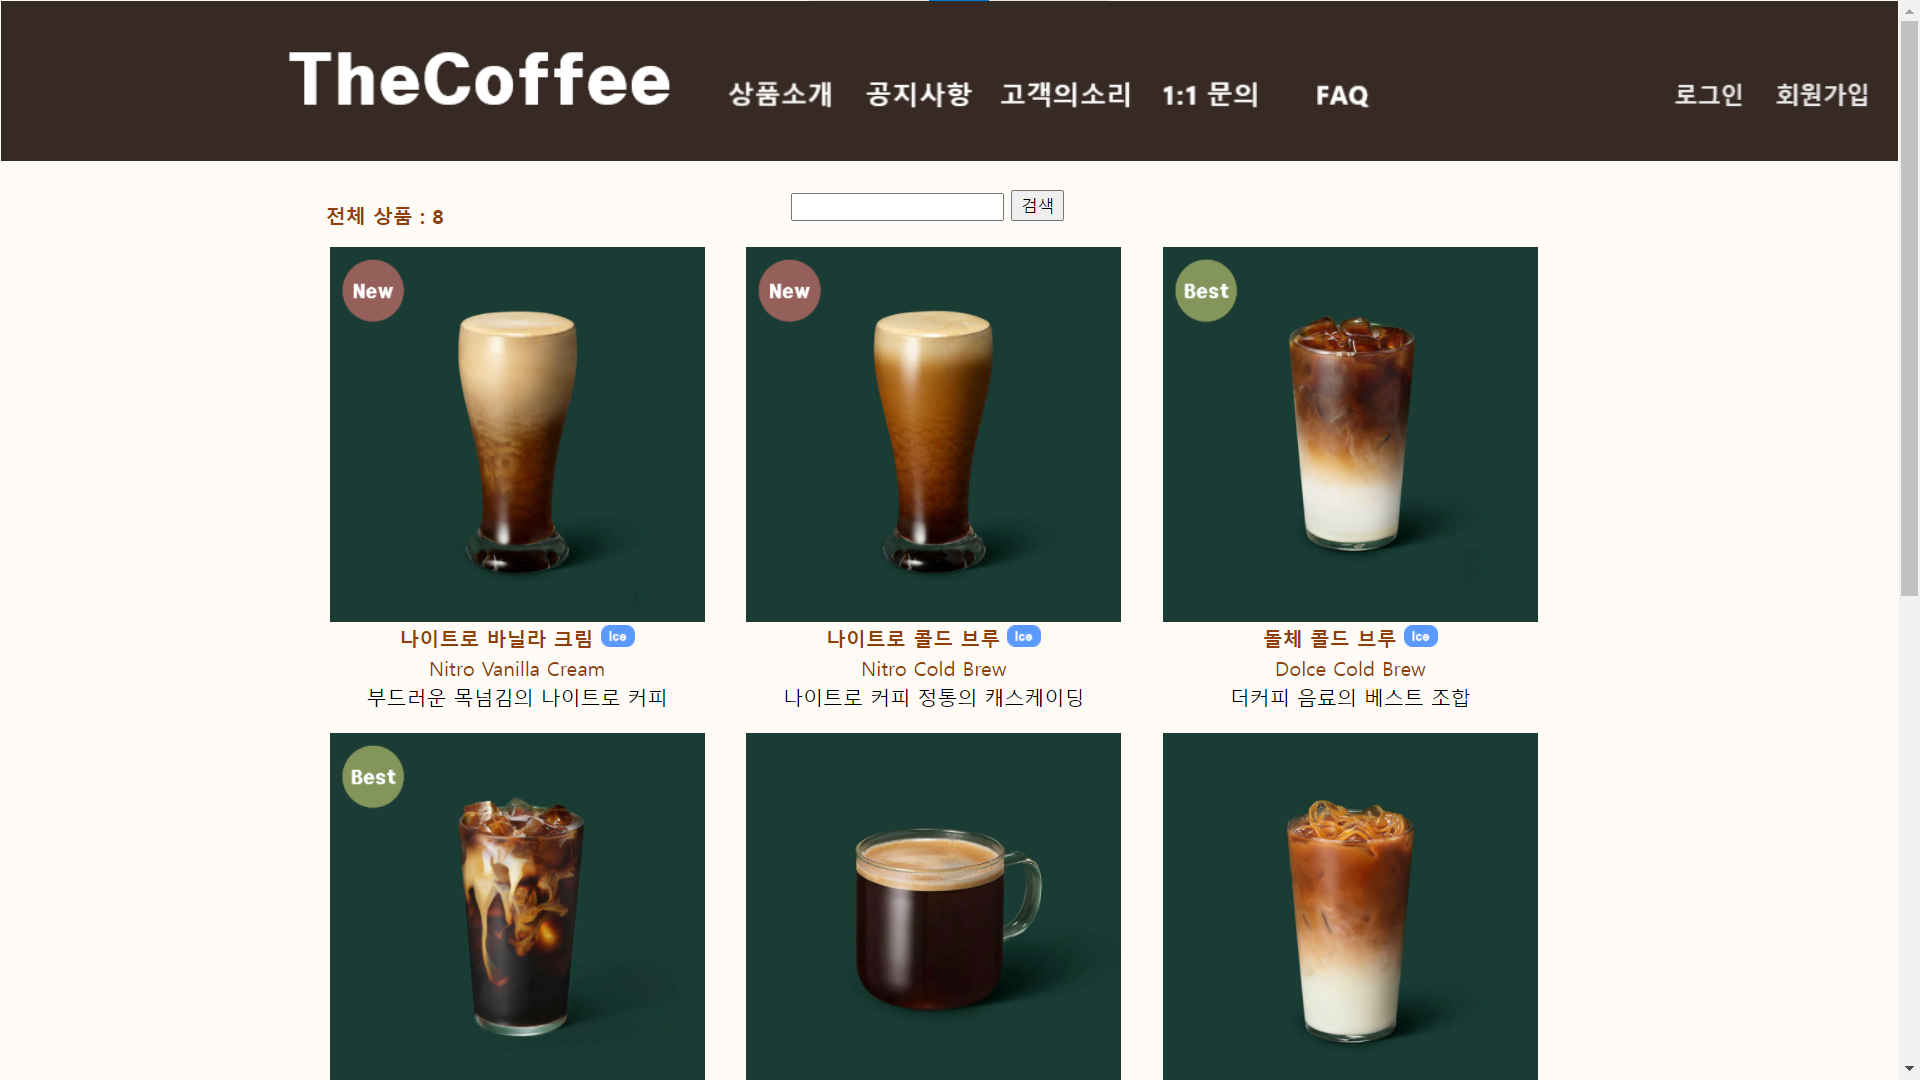 TheCoffee 상품소개 공지사항 고객의소리 1:1 문의 FAQ 로그인 회원가입
전체 상품 : 8 검색
New New Best
나이트로 바닐라 크림 Ice 나이트로 콜드 브루 Ice 돌체 콜드 브루 Ice
Nitro Vanilla Cream Nitro Cold Brew Dolce Cold Brew
부드러운 목넘김의 나이트로 커피 나이트로 커피 정통의 캐스케이딩 더커피 음료의 베스트 조합
Best